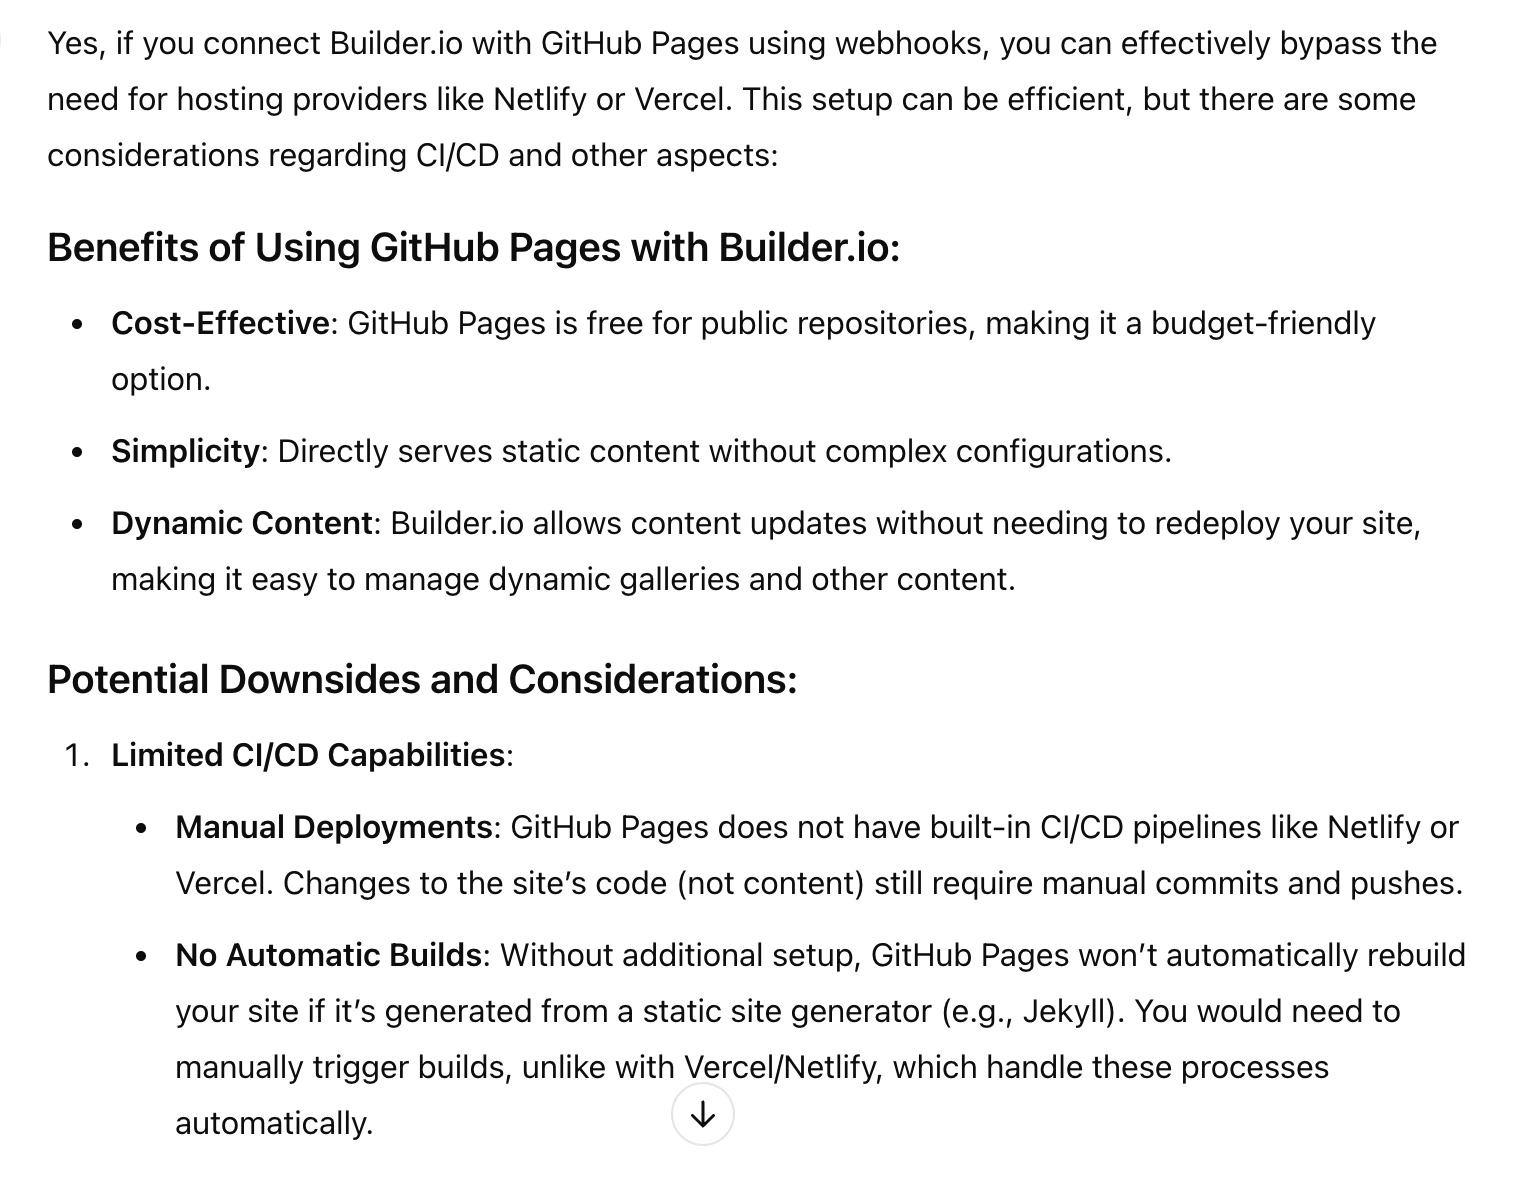 Yes, if you connect Builder.io with GitHub Pages using webhooks, you can effectively bypass the
need for hosting providers like Netlify or Vercel. This setup can be efficient, but there are some
considerations regarding CI/CD and other aspects:
Benefits of Using GitHub Pages with Builder.io:
• Cost-Effective: GitHub Pages is free for public repositories, making it a budget-friendly
option.
• Simplicity: Directly serves static content without complex configurations.
• Dynamic Content: Builder.io allows content updates without needing to redeploy your site,
making it easy to manage dynamic galleries and other content.
Potential Downsides and Considerations:
1. Limited CI/CD Capabilities:
• Manual Deployments: GitHub Pages does not have built-in CI/CD pipelines like Netlify or
Vercel. Changes to the site’s code (not content) still require manual commits and pushes.
• No Automatic Builds: Without additional setup, GitHub Pages won’t automatically rebuild
your site if it’s generated from a static site generator (e.g., Jekyll). You would need to
manually trigger builds, unlike with Vercel/Netlify, which handle these processes
automatically.